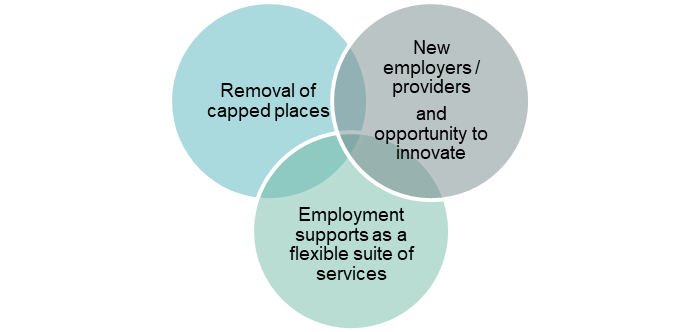 Removal of
capped places
New
employers /
providers
and
opportunity to
innovate
Employment
supports as a
flexible suite of
services